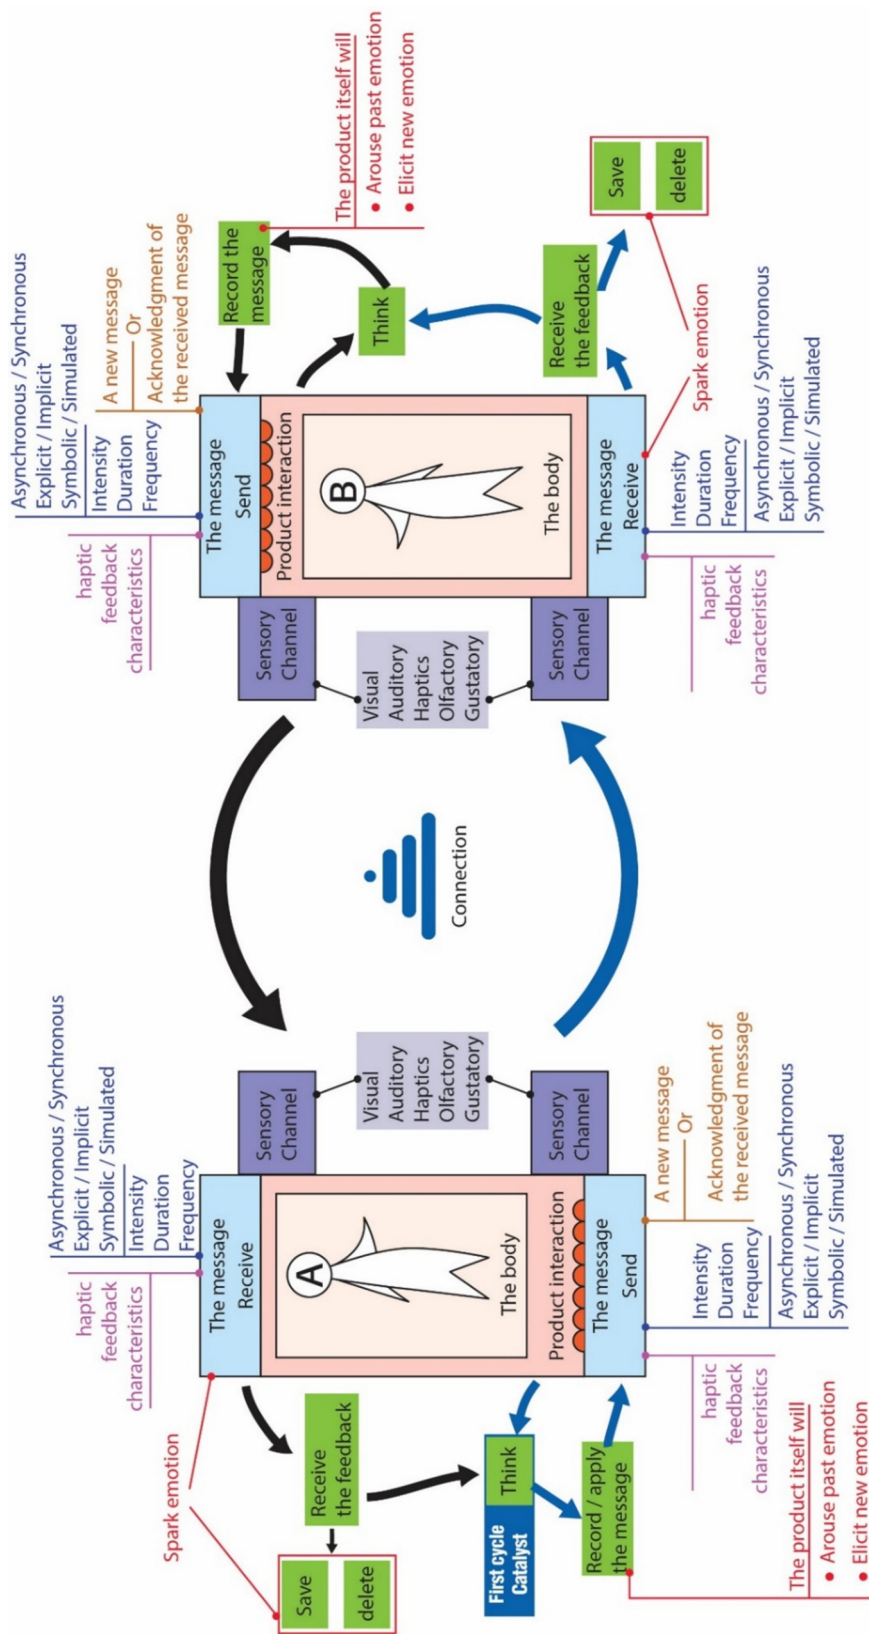 Spark emotion
Save
delete
Receive
the feedback
First cycle
Catalyst
Think
Record / apply
the message
The product itself will
• Arouse past emotion
• Elicit new emotion
haptic
feedback
characteristics
Asynchronous / Synchronous
Explicit / Implicit
Symbolic / Simulated
Intensity
Duration
Frequency
The message
Receive
A
The body
Product interaction
The message
Send
haptic
feedback
characteristics
Intensity
Duration
Frequency
Asynchronous / Synchronous
Explicit / Implicit
Symbolic / Simulated
A new message
Or
Acknowledgment of
the received message
Sensory
Channel
Visual
Auditory
Haptics
Olfactory
Gustatory
Sensory
Channel
Connection
Sensory
Channel
Visual
Auditory
Haptics
Olfactory
Gustatory
Sensory
Channel
haptic
feedback
characteristics
Asynchronous / Synchronous
Explicit / Implicit
Symbolic / Simulated
Intensity
Duration
Frequency
A new message
Or
Acknowledgment of
the received message
The message
Send
Product interaction
B
The body
The message
Receive
haptic
feedback
characteristics
Intensity
Duration
Frequency
Asynchronous / Synchronous
Explicit / Implicit
Symbolic / Simulated
Record the
message
Think
Receive
the feedback
Spark emotion
Save
delete
The product itself will
• Arouse past emotion
• Elicit new emotion